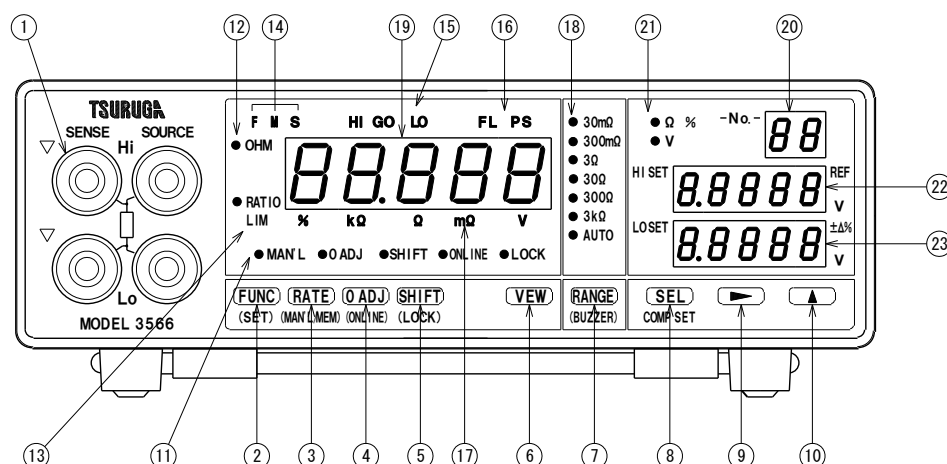 1 12 14 19 15 16 18 21 20
TSURUGA
SENSE SOURCE
Hi
Lo
MODEL 3566
F M S HI GO LO FL PS
OHM
88.888
RATIO
LIM % kΩ Ω mΩ V
MAN'L 0 ADJ SHIFT ONLINE LOCK
30mΩ
300mΩ
3Ω
30Ω
300Ω
3kΩ
AUTO
Ω %
V
-No.- 88
HI SET 8.8888 REF V 22
LO SET 8.8888 ±Δ% V 23
FUNC RATE 0 ADJ SHIFT VEW RANGE SEL
(SET) (MAN'L MEM) (ONLINE) (LOCK) (BUZZER) COMP SET
13 11 2 3 4 5 17 6 7 8 9 10